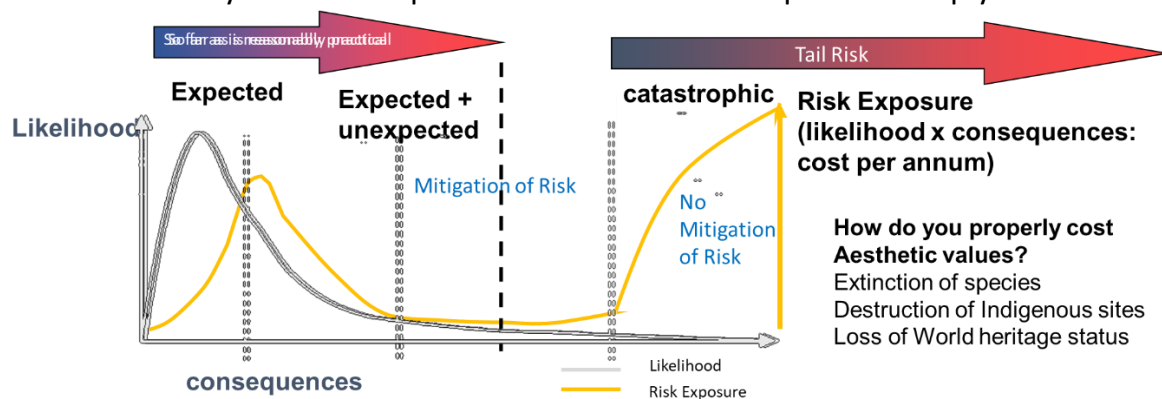 So far as is reasonably practical
Tail Risk
Expected
Expected +
unexpected
catastrophic
Risk Exposure
(likelihood x consequences:
cost per annum)
Likelihood
Mitigation of Risk
No
Mitigation
of Risk
How do you properly cost
Aesthetic values?
Extinction of species
Destruction of Indigenous sites
Loss of World heritage status
consequences
Likelihood
Risk Exposure